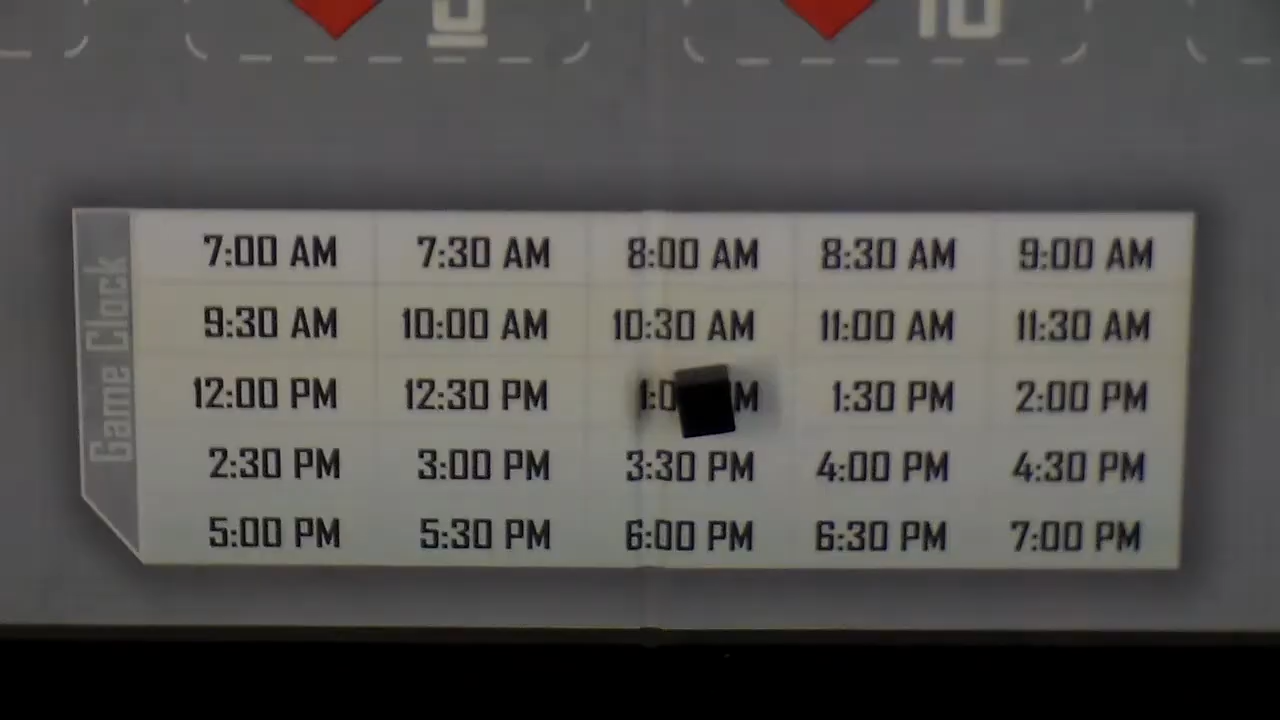 5 10
Game Clock
7:00 AM 7:30 AM 8:00 AM 8:30 AM 9:00 AM
9:30 AM 10:00 AM 10:30 AM 11:00 AM 11:30 AM
12:00 PM 12:30 PM 1:30 PM 2:00 PM
2:30 PM 3:00 PM 3:30 PM 4:00 PM 4:30 PM
5:00 PM 5:30 PM 6:00 PM 6:30 PM 7:00 PM